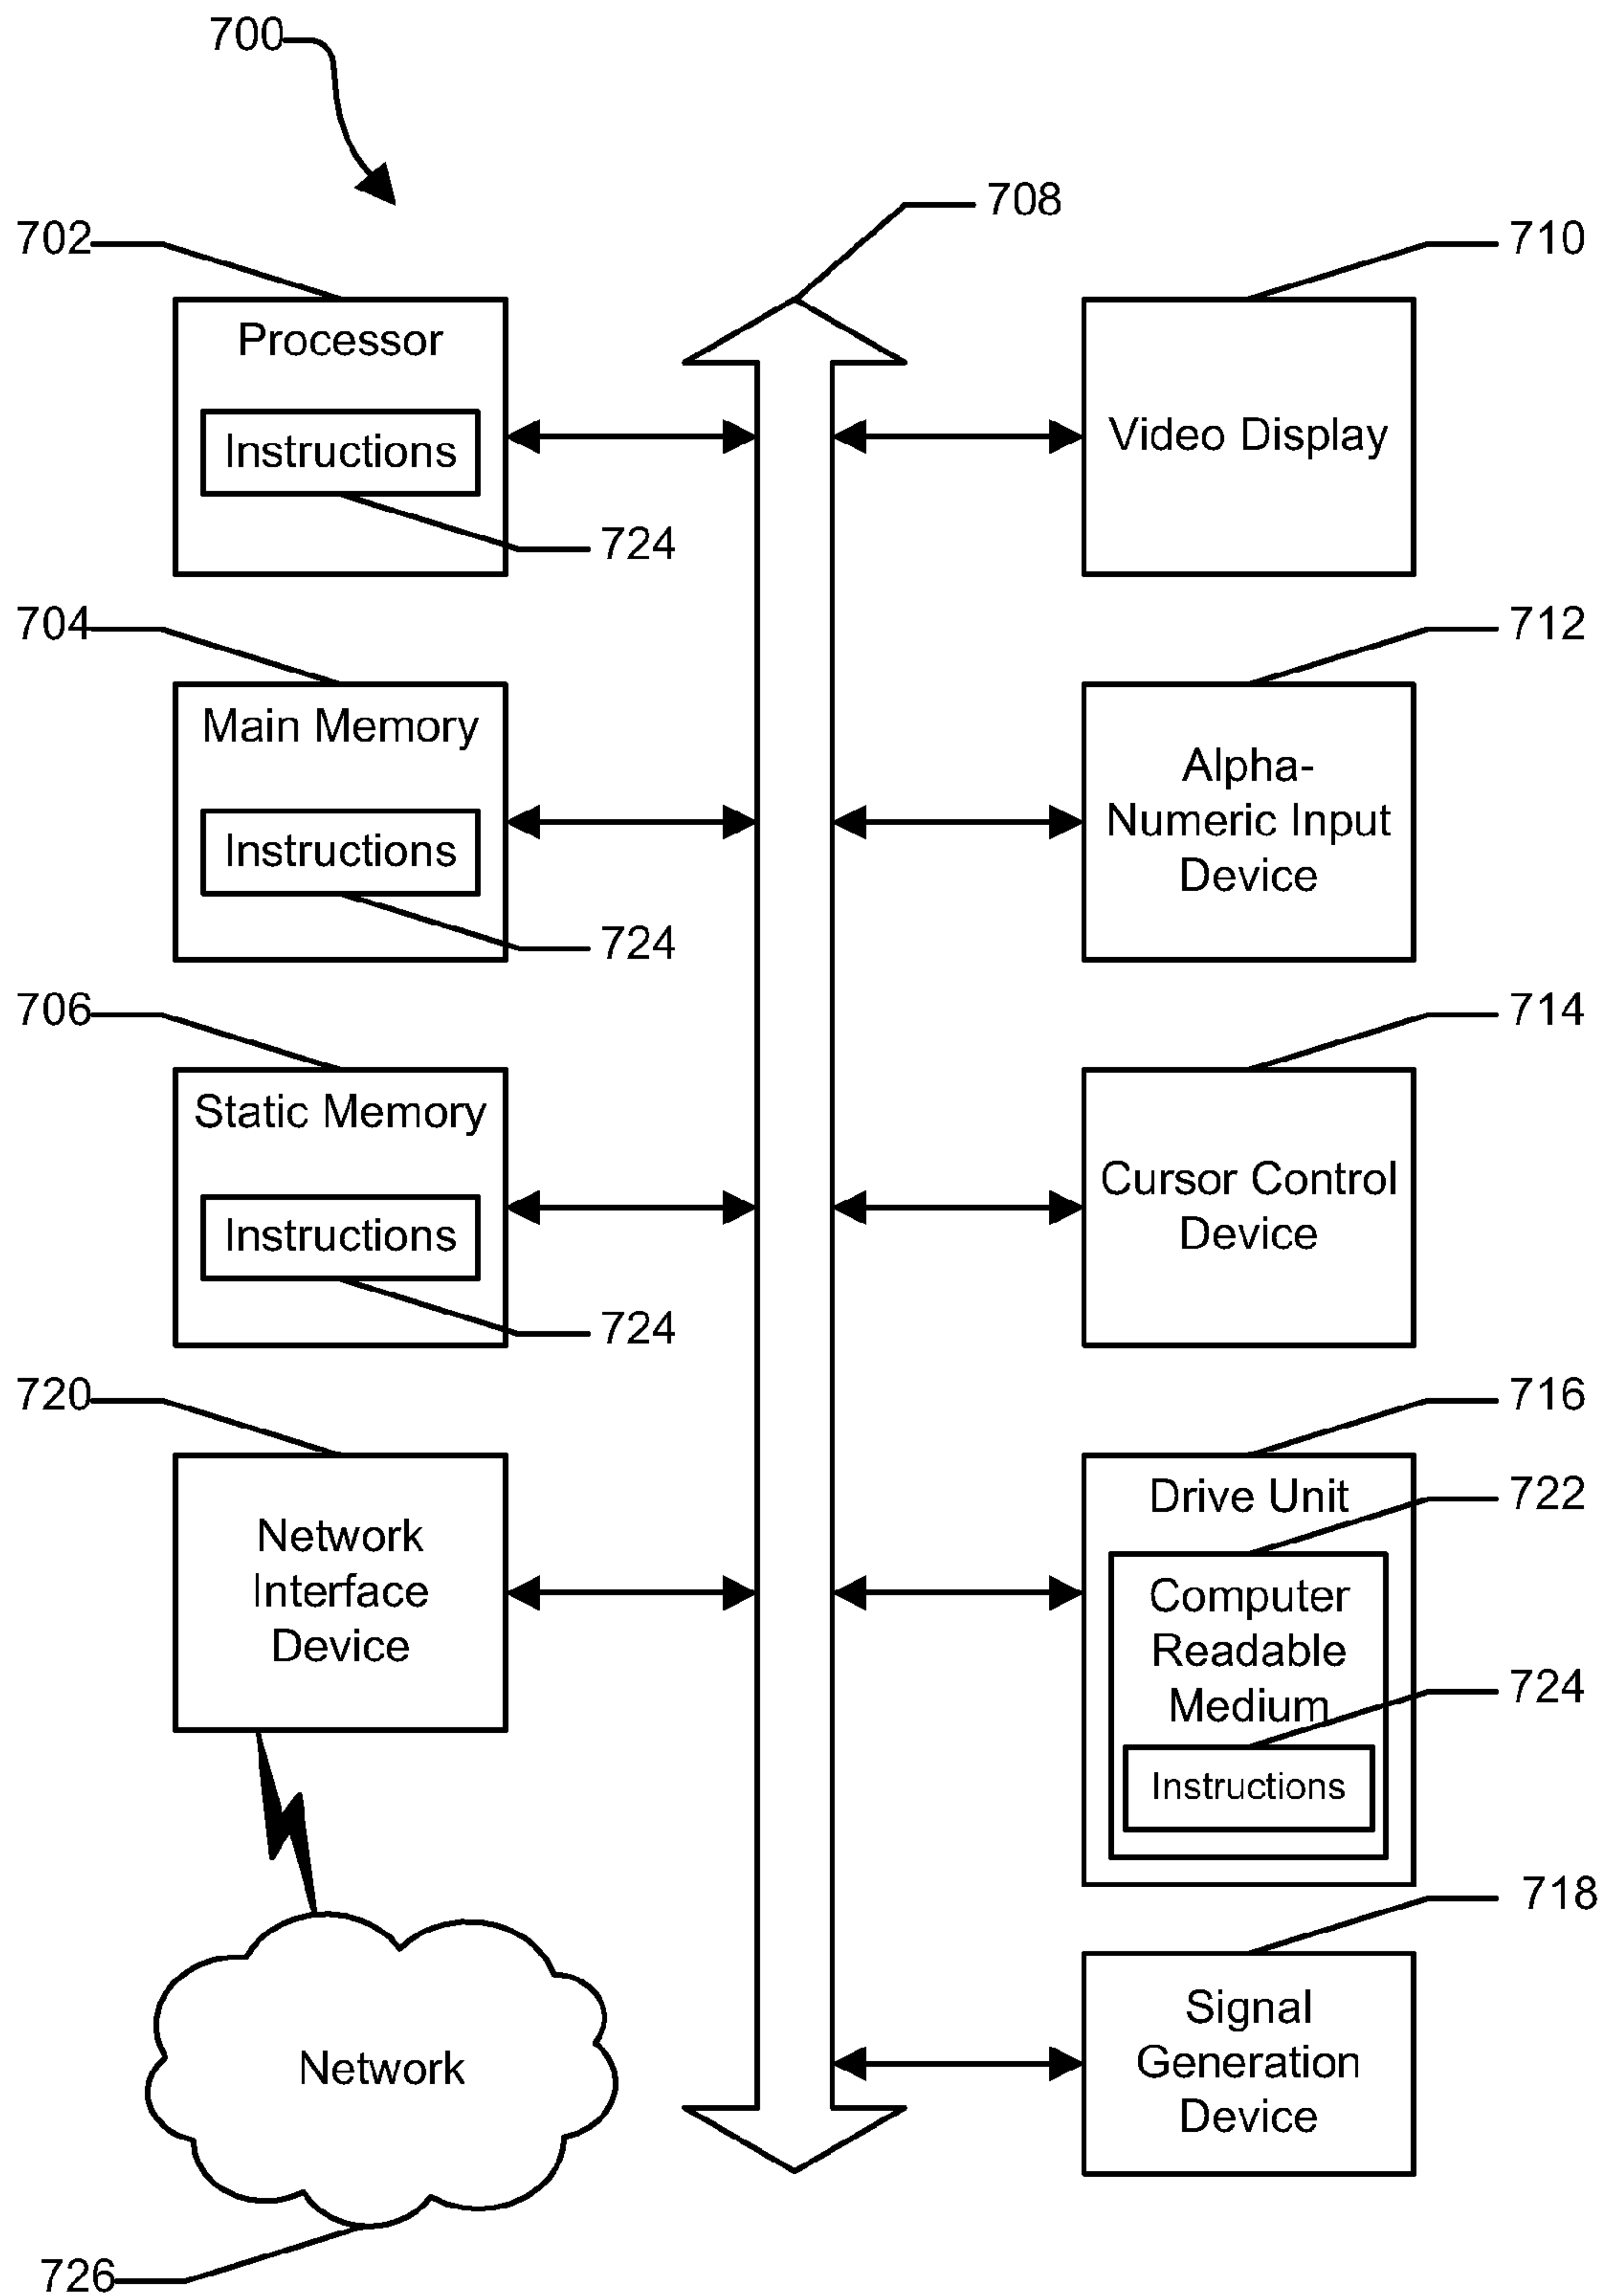 700
708
702
710
Processor
Instructions
724
Video Display
704
712
Main Memory
Instructions
724
Alpha-
Numeric Input
Device
706
714
Static Memory
Instructions
724
Cursor Control
Device
720
716
Network
Interface
Device
Drive Unit
722
Computer
Readable
Medium
724
Instructions
718
Signal
Generation
Device
Network
726